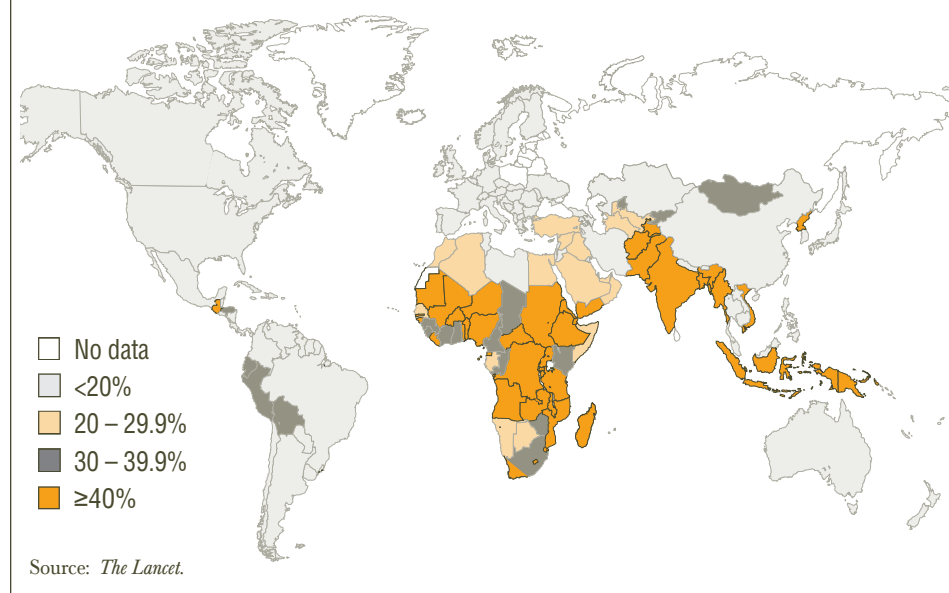 No data
<20%
20 – 29.9%
30 – 39.9%
≥40%
Source: The Lancet.